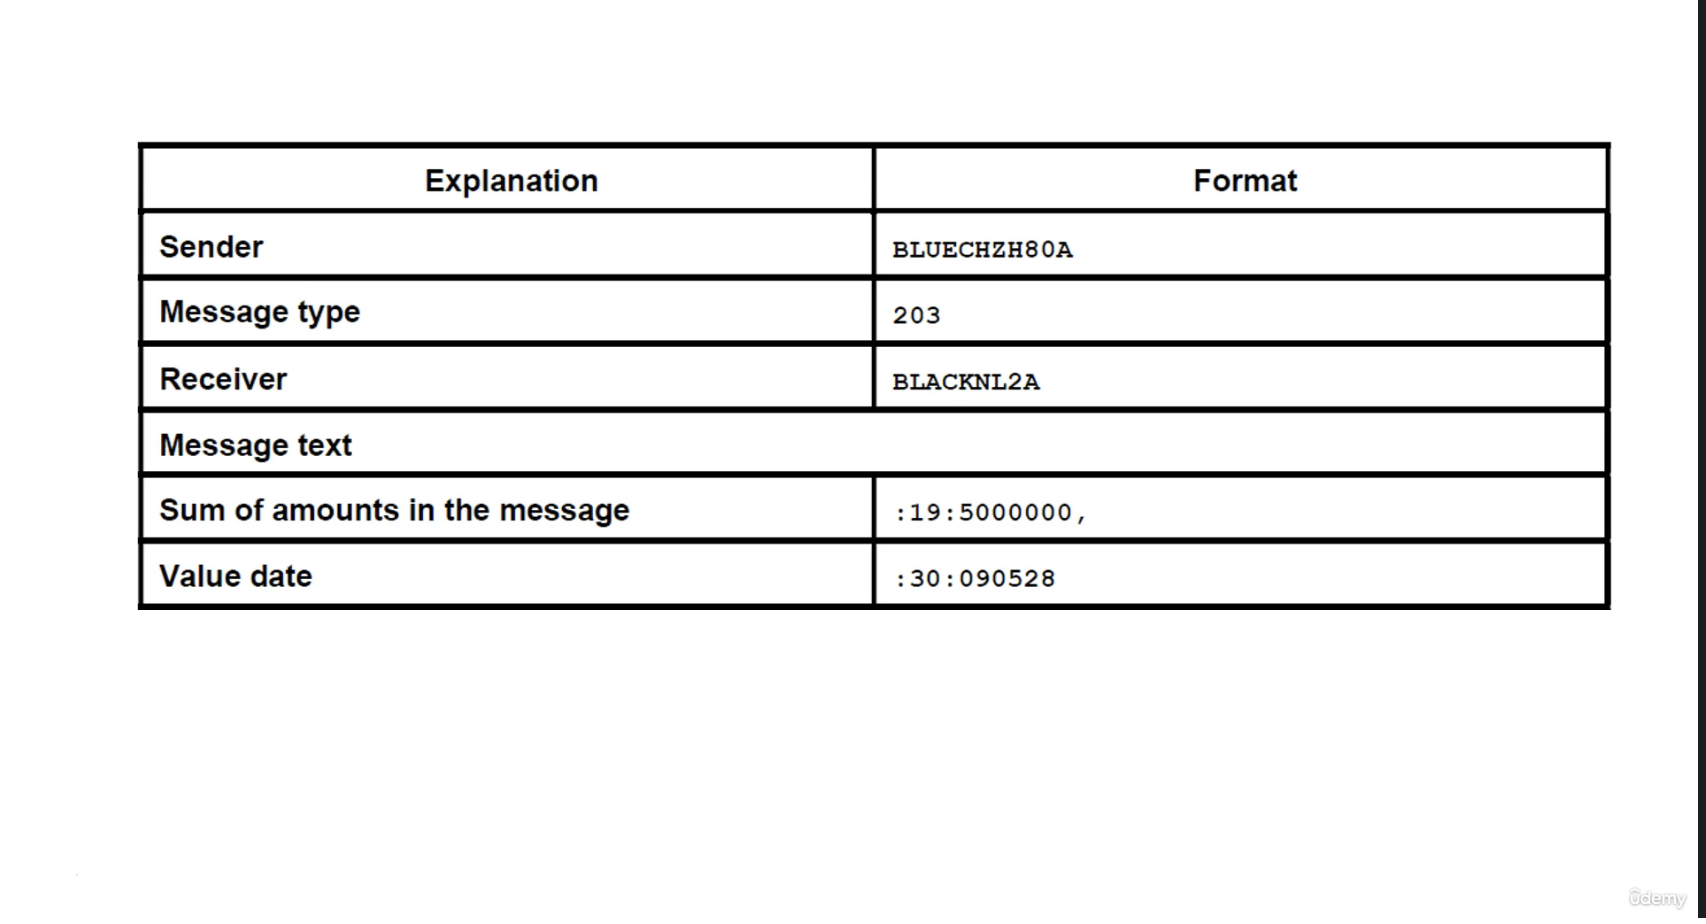 Explanation Format
Sender BLUECHZH80A
Message type 203
Receiver BLACKNL2A
Message text
Sum of amounts in the message :19:5000000,
Value date :30:090528
ûdemy